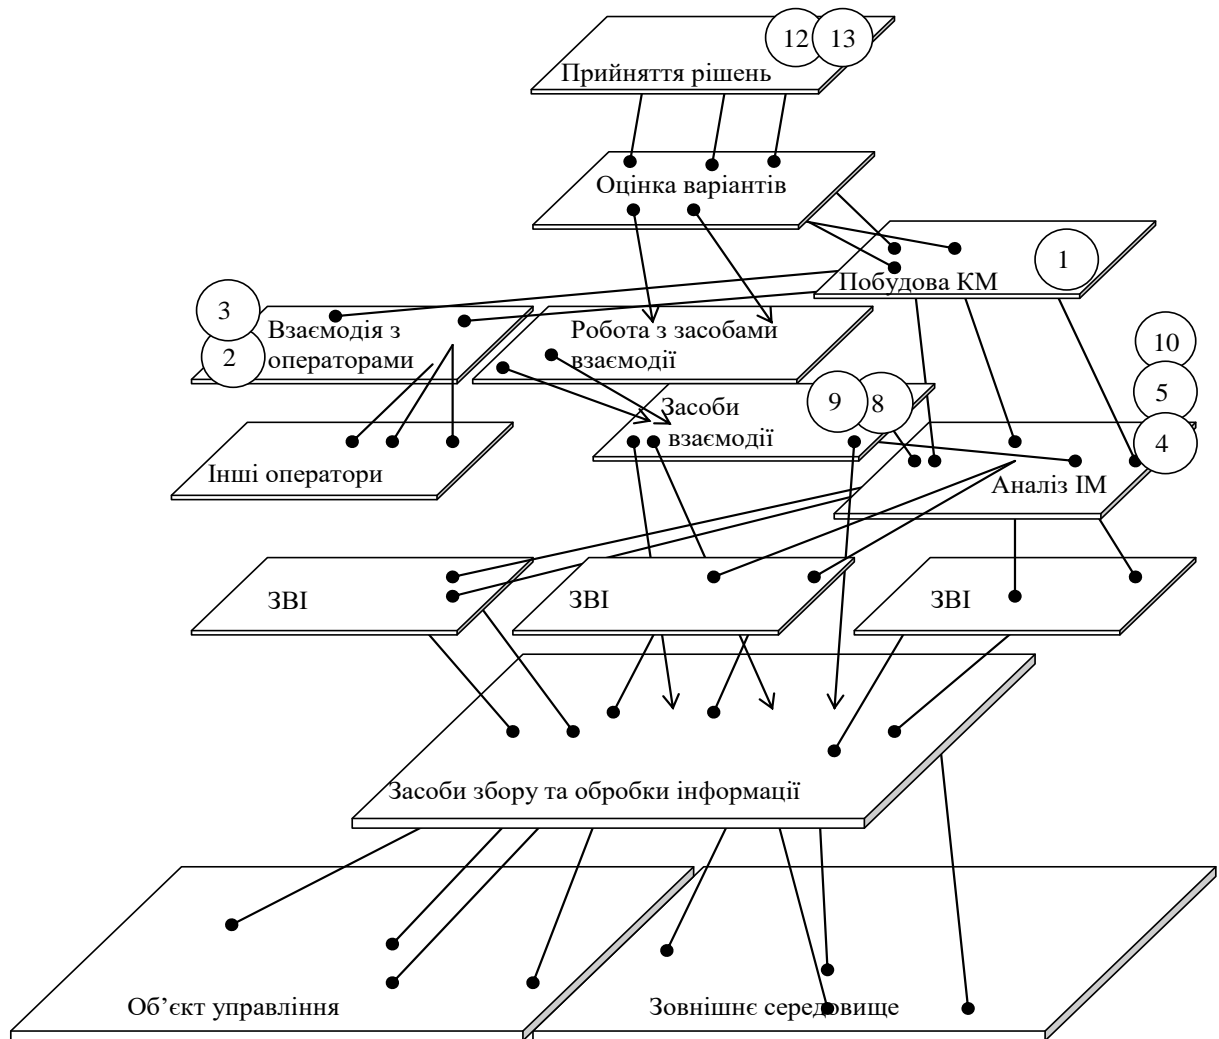 12 13
Прийняття рішень
Оцінка варіантів
1
Побудова КМ
3
Взаємодія з
2 операторами
Робота з засобами
взаємодії
10
9 8
5
Засоби
взаємодії
4
Інші оператори
Аналіз ІМ
ЗВІ
ЗВІ
ЗВІ
Засоби збору та обробки інформації
Об’єкт управління
Зовнішнє середовище